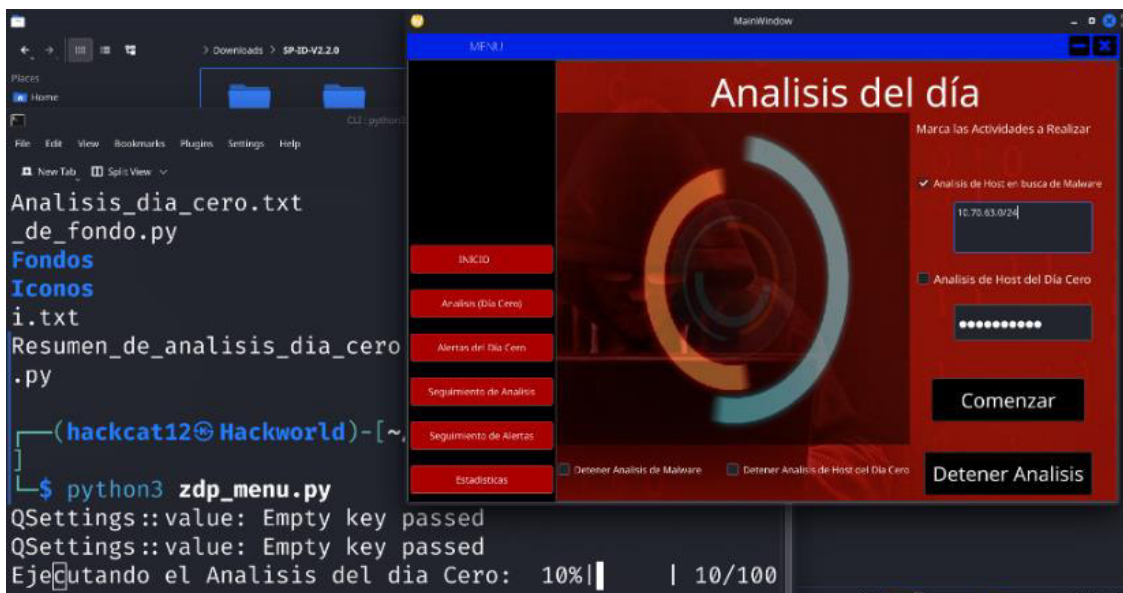 Downloads > SP-ID-V2.2.0
Places
Home
CLI : python3
File Edit View Bookmarks Plugins Settings Help
New Tab Split View
Analisis_dia_cero.txt
_de_fondo.py
Fondos
Iconos
i.txt
Resumen_de_analisis_dia_cero
.py
(hackcat12㉿Hackworld)-[~
]
$ python3 zdp_menu.py
QSettings::value: Empty key passed
QSettings::value: Empty key passed
Ejecutando el Analisis del dia Cero: 10%| | 10/100
MainWindow
MENU
INICIO
Analisis (Día Cero)
Alertas del Día Cero
Seguimiento de Analisis
Seguimiento de Alertas
Estadisticas
Analisis del día
Marca las Actividades a Realizar
Analisis de Host en busca de Malware
10.70.63.0/24
Analisis de Host del Día Cero
●●●●●●●●●●
Comenzar
Detener Analisis de Malware
Detener Analisis de Host del Día Cero
Detener Analisis